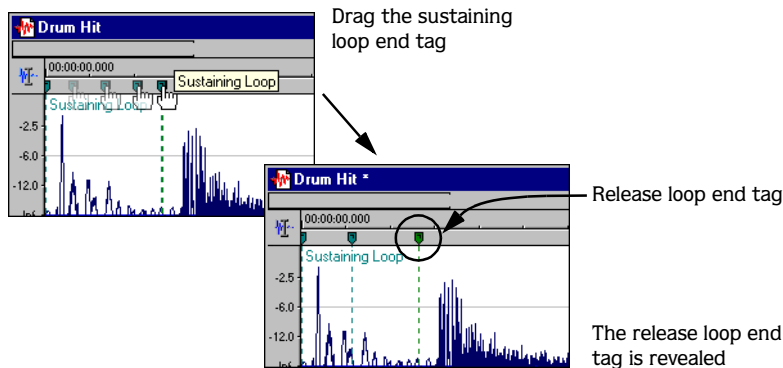 Drum Hit
Drag the sustaining
loop end tag
00:00:00.000
Sustaining Loop
Sustaining Loop
-2.5
-6.0
-12.0
-Inf.
Drum Hit *
Release loop end tag
00:00:00.000
Sustaining Loop
-2.5
-6.0
-12.0
-Inf.
The release loop end
tag is revealed